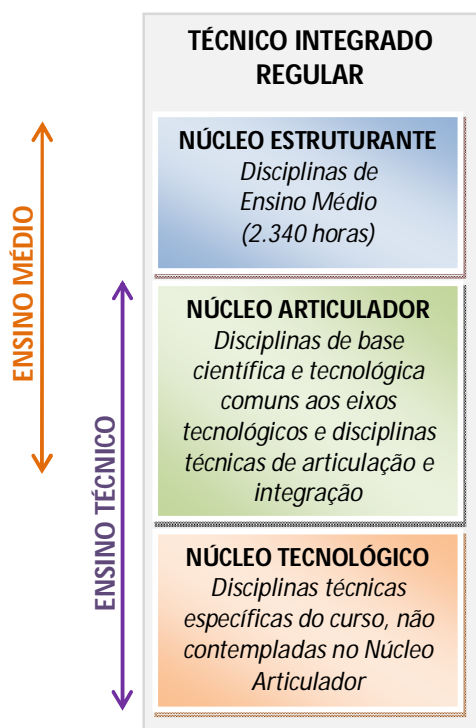 TÉCNICO INTEGRADO
REGULAR
NÚCLEO ESTRUTURANTE
Disciplinas de
Ensino Médio
(2.340 horas)
NÚCLEO ARTICULADOR
Disciplinas de base
científica e tecnológica
comuns aos eixos
tecnológicos e disciplinas
técnicas de articulação e
integração
NÚCLEO TECNOLÓGICO
Disciplinas técnicas
específicas do curso, não
contempladas no Núcleo
Articulador
ENSINO MÉDIO
ENSINO TÉCNICO